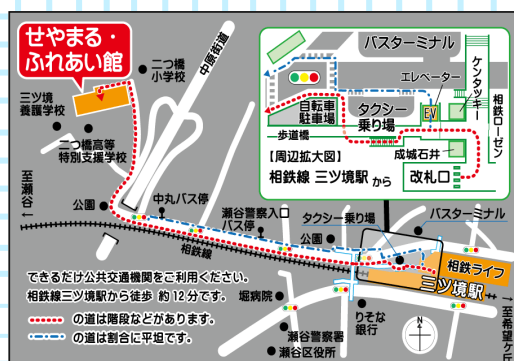 せやまる・
ふれあい館
二つ橋
小学校
中原街道
三ツ境
養護学校
二つ橋高等
特別支援学校
至瀬谷←
公園
中丸バス停
瀬谷警察入口
バス停
相鉄線
公園
タクシー乗り場
バスターミナル
相鉄ライフ
三ツ境駅
至希望ヶ丘
堀病院
りそな
銀行
瀬谷警察署
瀬谷区役所
N
できるだけ公共交通機関をご利用ください。
相鉄線三ツ境駅から徒歩 約12分です。
の道は階段などがあります。
の道は割合に平坦です。
バスターミナル
エレベーター
ケンタッキー
自転車
駐車場
タクシー
乗り場
EV
相鉄ローゼン
歩道橋
成城石井
【周辺拡大図】
相鉄線 三ツ境駅 から
改札口